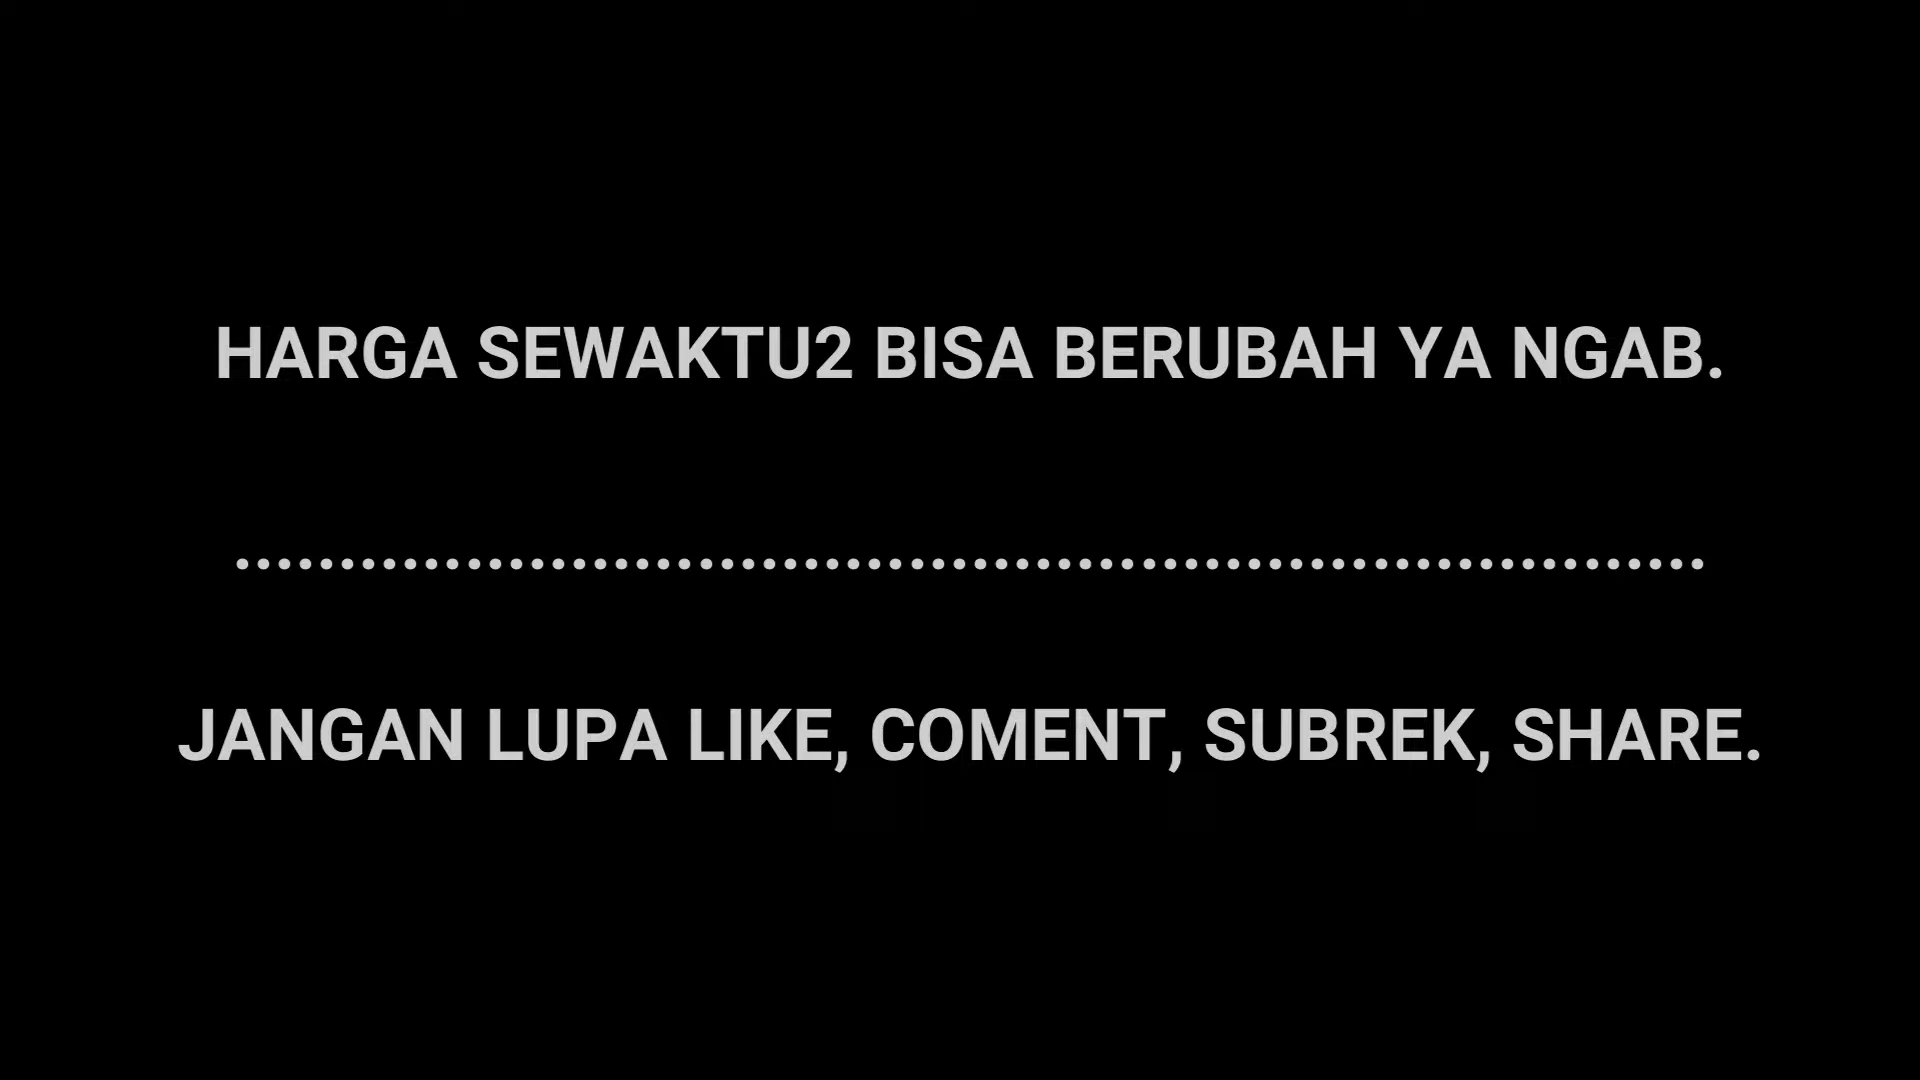 HARGA SEWAKTU2 BISA BERUBAH YA NGAB.
......................................................................
JANGAN LUPA LIKE, COMENT, SUBREK, SHARE.